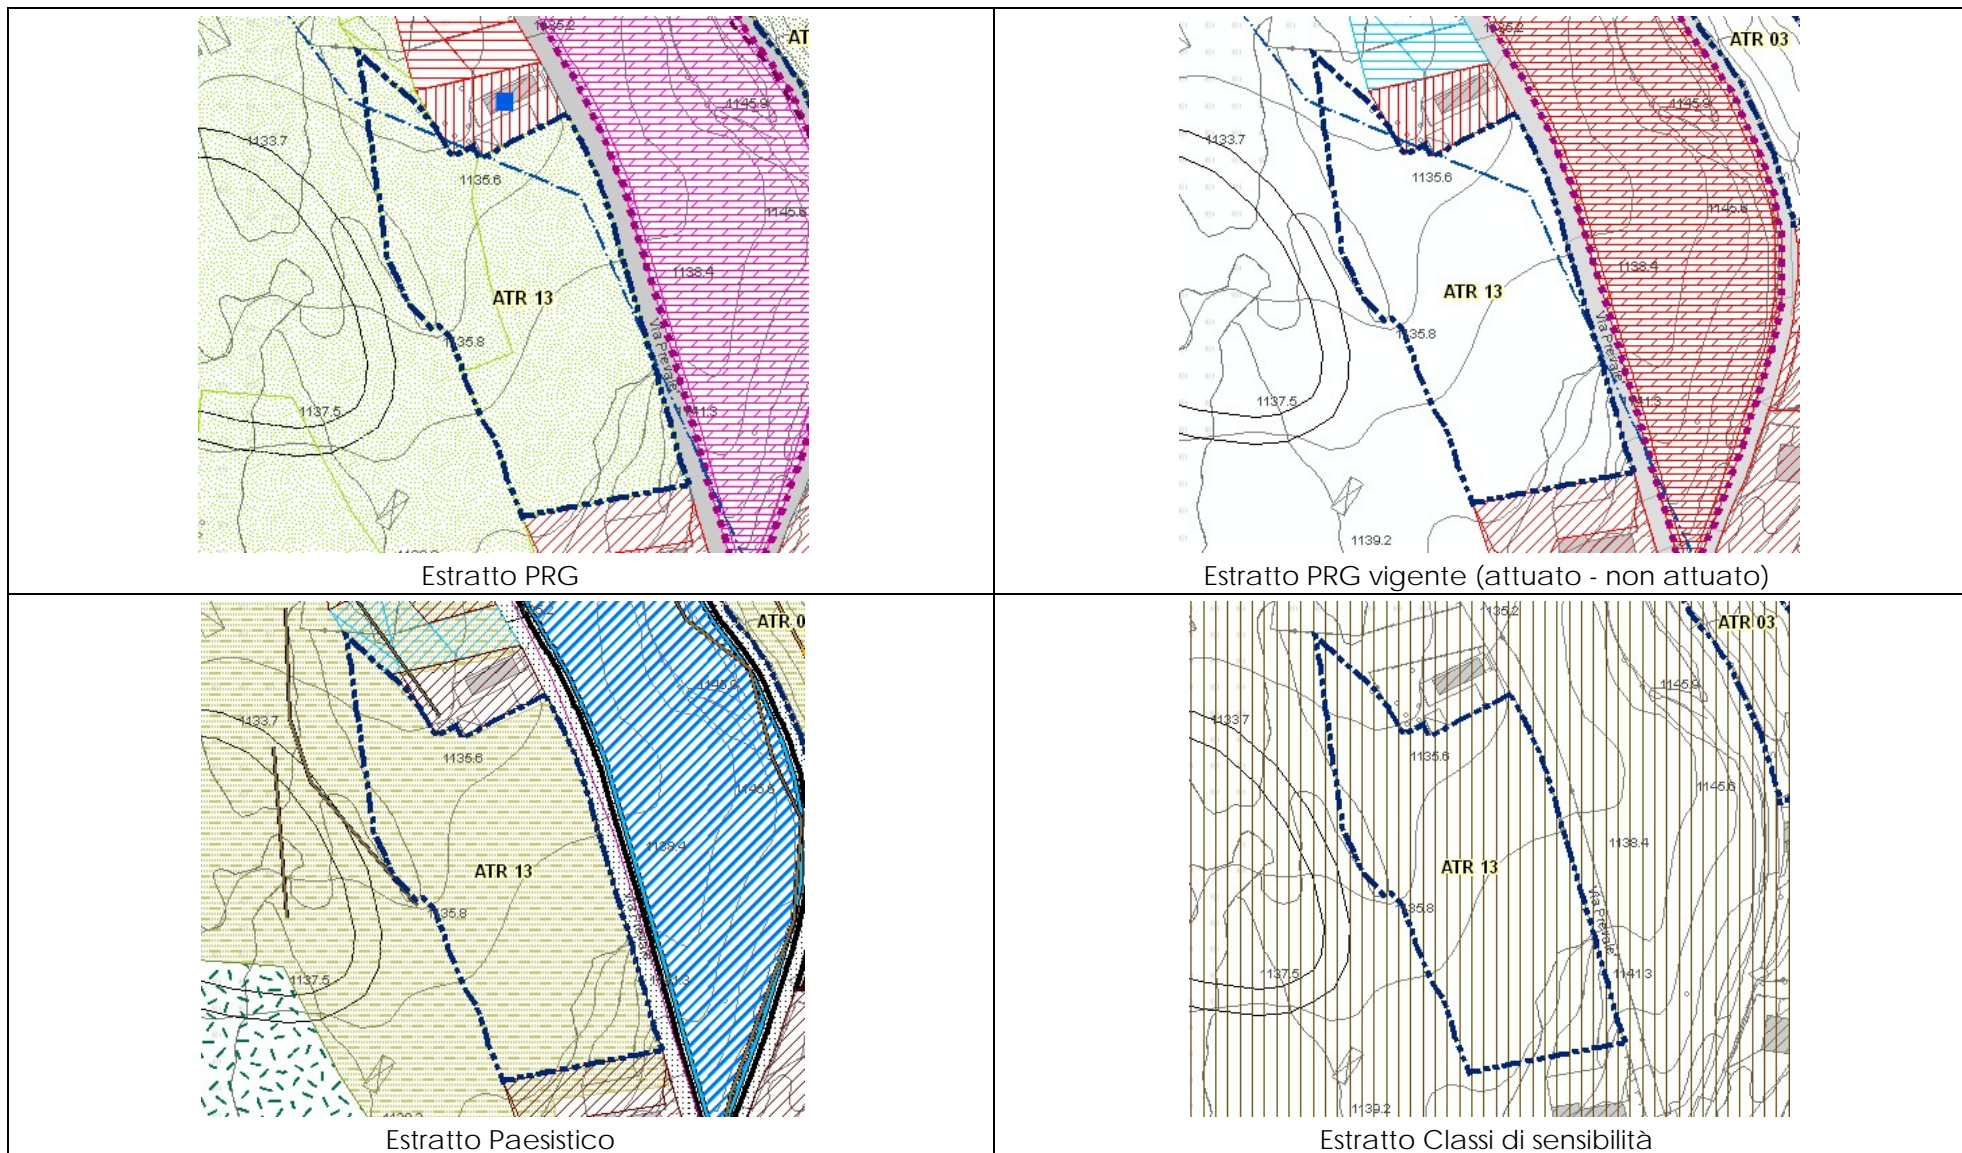 1135.2
AT
1145.9
1133.7
1135.6
1145.6
1138.4
ATR 13
Via Prevale
1135.8
1141.3
1137.5
Estratto PRG
1135.2
ATR 03
1145.9
1133.7
1135.6
1145.6
1138.4
ATR 13
Via Prevale
1135.8
1141.3
1137.5
1139.2
Estratto PRG vigente (attuato - non attuato)
ATR 0
1145.9
1133.7
1135.6
1145.6
1138.4
ATR 13
1135.8
1137.5
1139.2
Estratto Paesistico
135.2
ATR 03
1145.9
1133.7
1135.6
1145.6
1138.4
ATR 13
Via Prevale
1135.8
1137.5
1141.3
1139.2
Estratto Classi di sensibilità